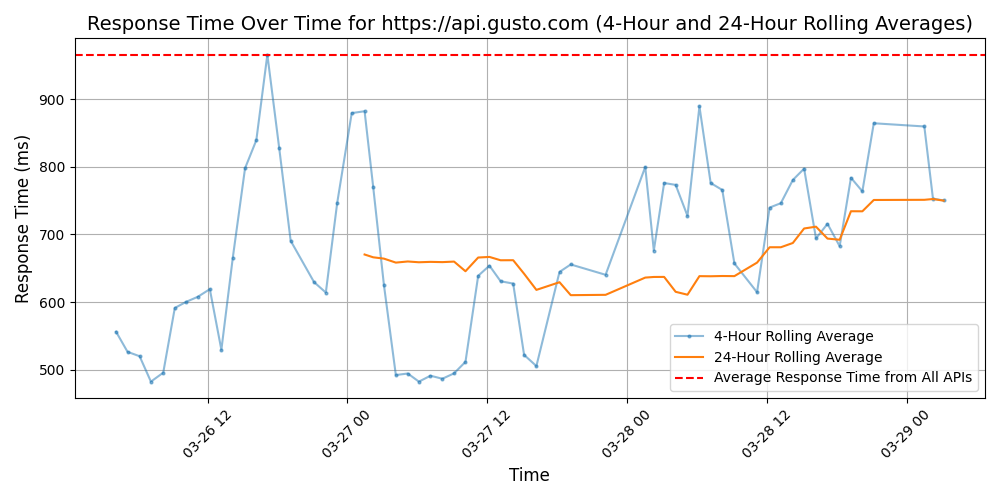 Response Time Over Time for https://api.gusto.com (4-Hour and 24-Hour Rolling Averages)
Response Time (ms)
900
800
700
600
500
03-26 12
03-27 00
03-27 12
03-28 00
03-28 12
03-29 00
Time
4-Hour Rolling Average
24-Hour Rolling Average
Average Response Time from All APIs